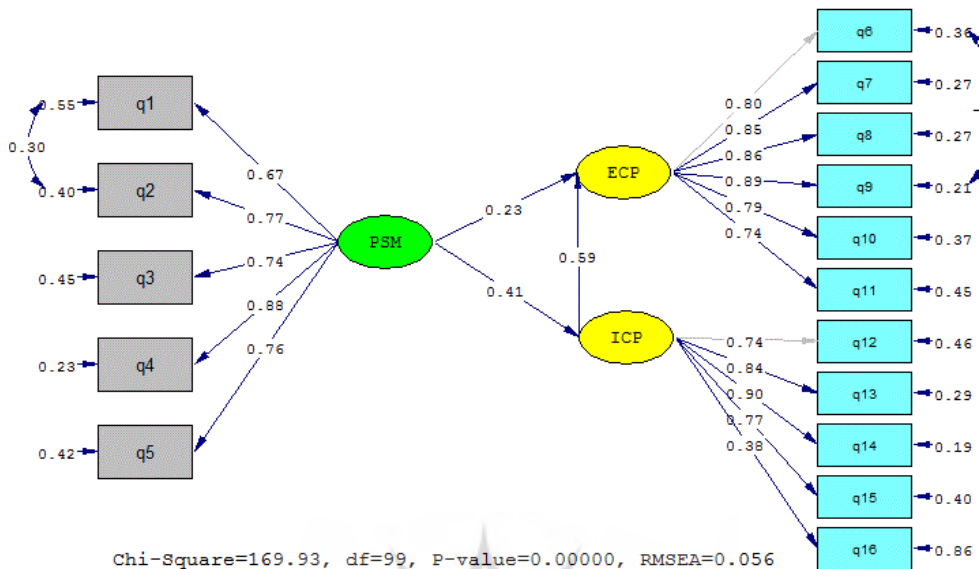 q1
q2
q3
q4
q5
0.55
0.40
0.45
0.23
0.42
0.30
0.67
0.77
0.74
0.88
0.76
PSM
0.23
0.41
ECP
0.59
ICP
0.80
0.85
0.86
0.89
0.79
0.74
0.74
0.84
0.90
0.77
0.38
q6
q7
q8
q9
q10
q11
q12
q13
q14
q15
q16
0.36
0.27
0.27
0.21
0.37
0.45
0.46
0.29
0.19
0.40
0.86
Chi-Square=169.93, df=99, P-value=0.00000, RMSEA=0.056